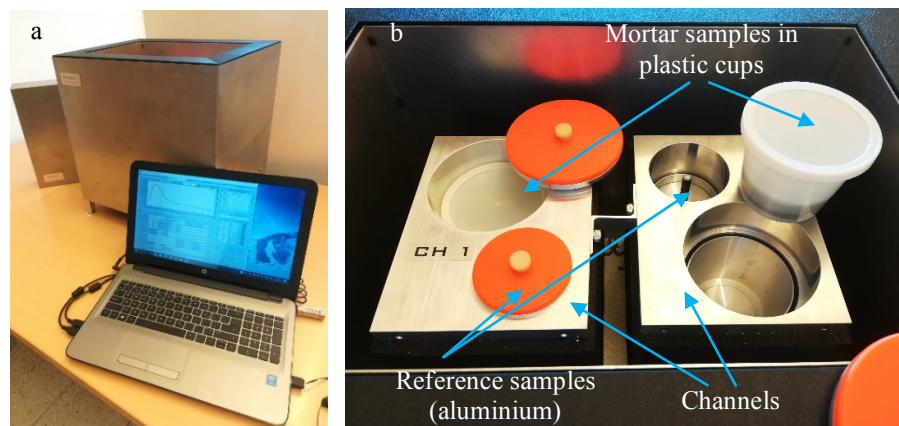 a
b
Mortar samples in
plastic cups
CH 1
Reference samples
(aluminium)
Channels